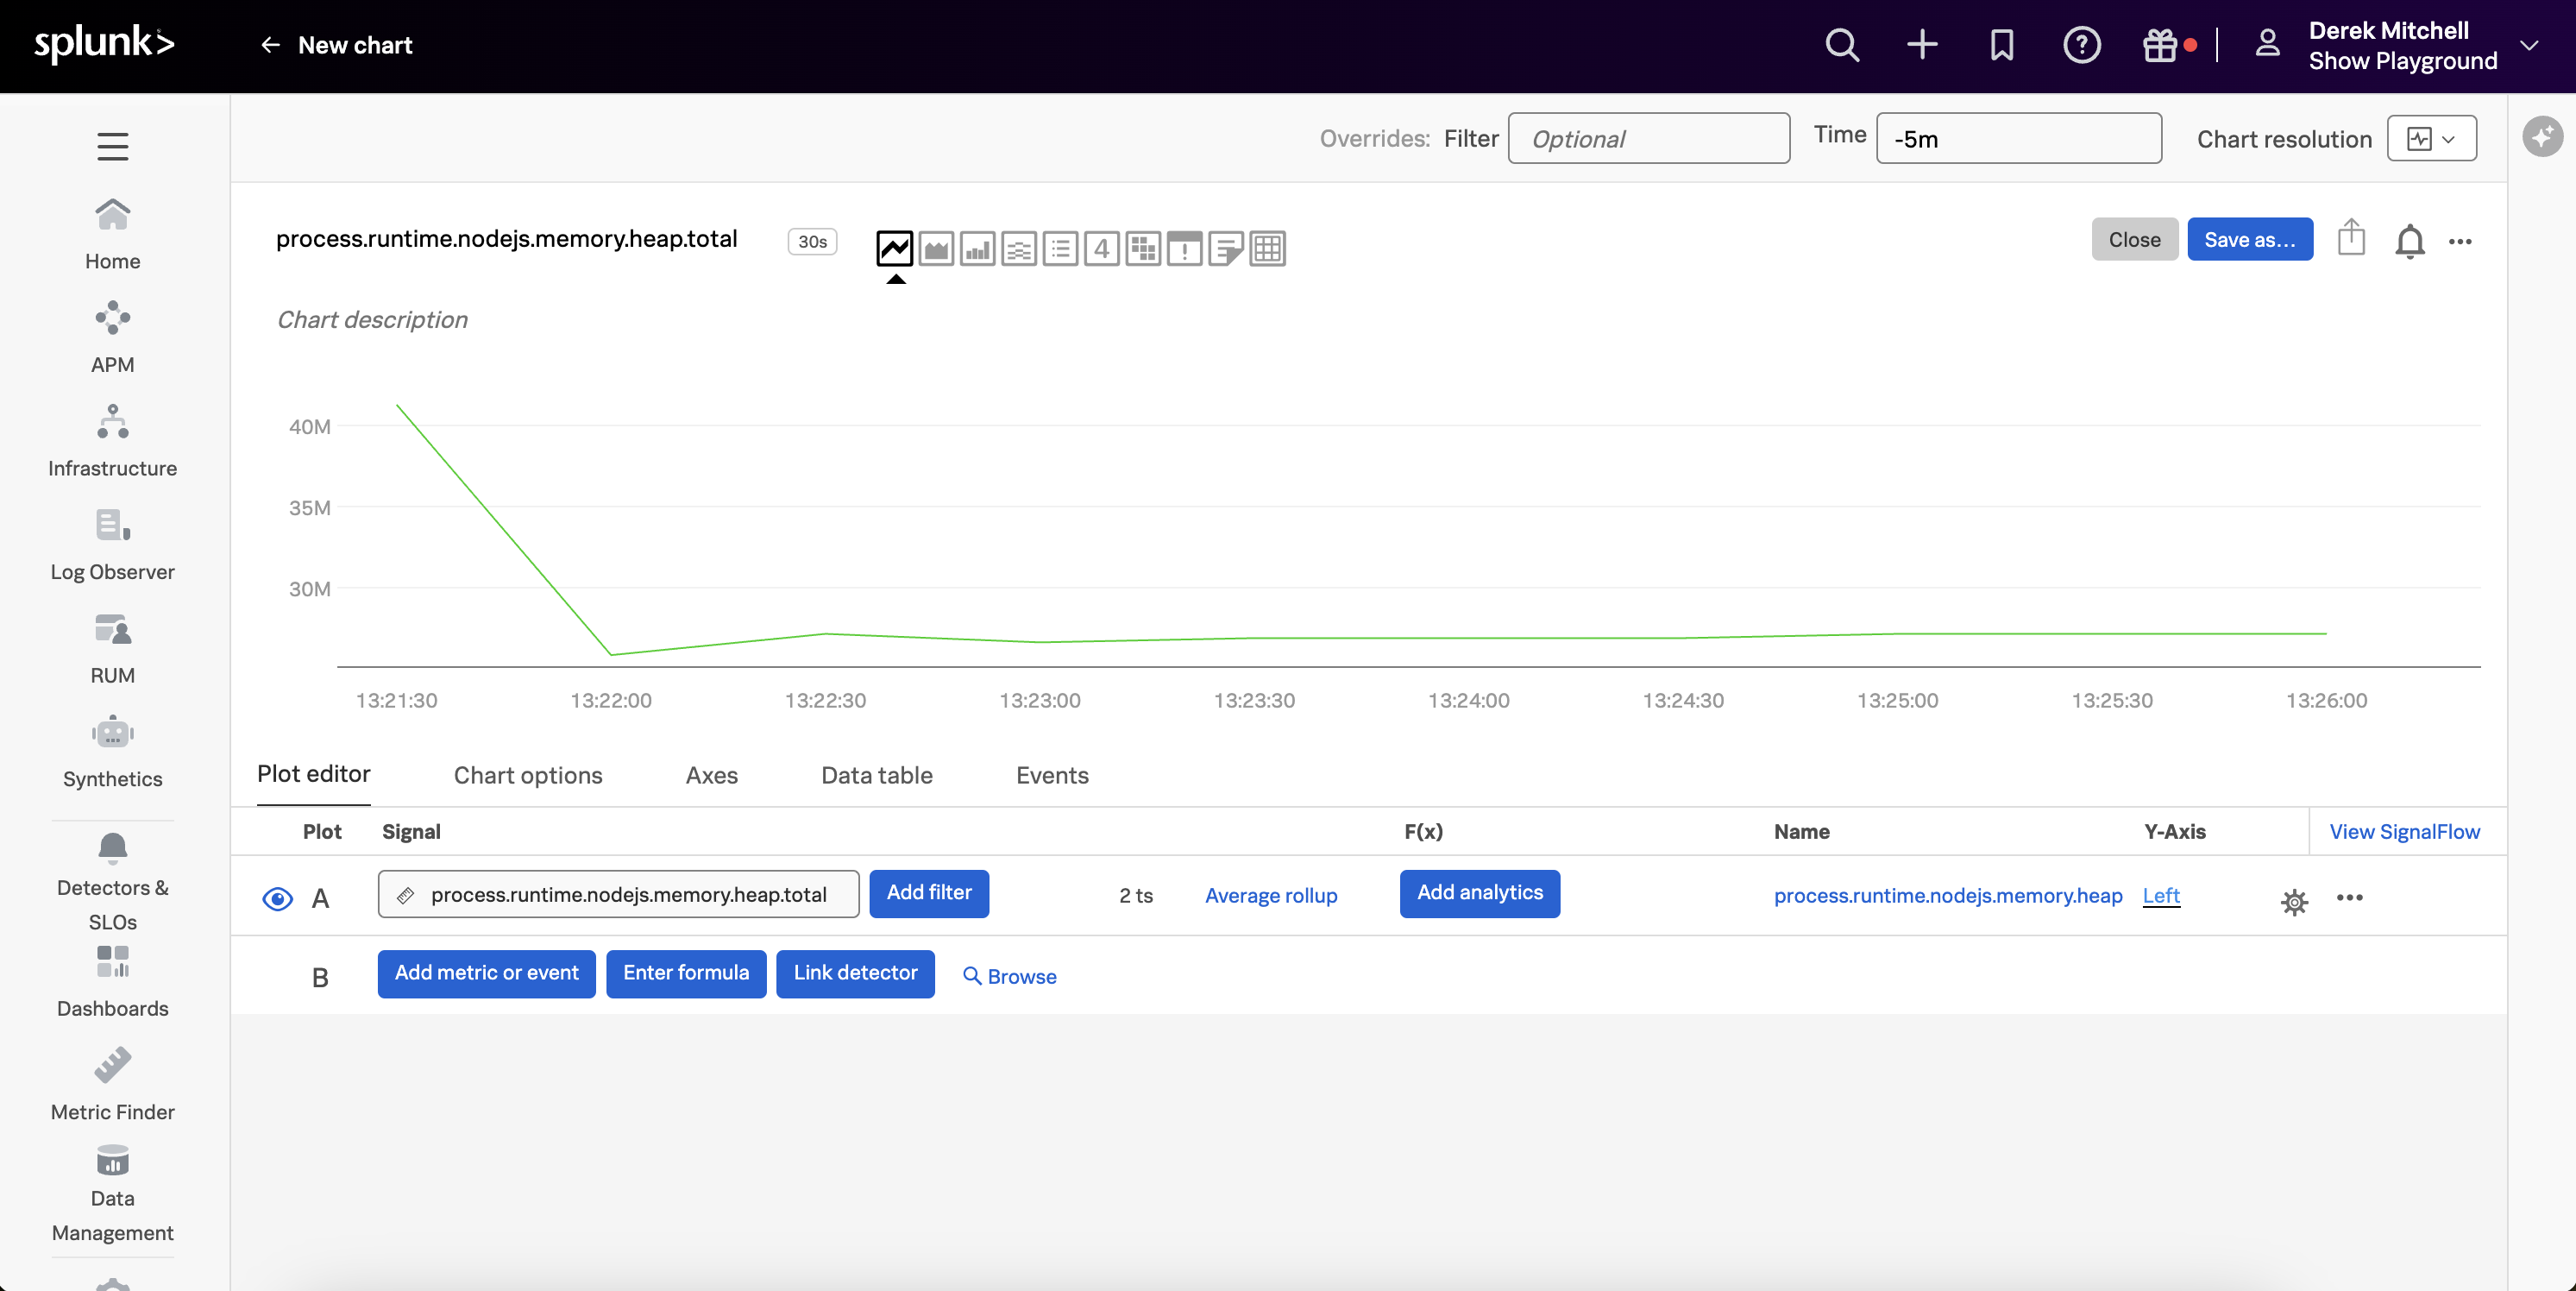 splunk>
New chart
Derek Mitchell
Show Playground
Overrides: Filter Optional Time -5m Chart resolution
Home
APM
Infrastructure
Log Observer
RUM
Synthetics
Detectors &
SLOs
Dashboards
Metric Finder
Data
Management
process.runtime.nodejs.memory.heap.total 30s 4 Close Save as...
Chart description
40M
35M
30M
13:21:30 13:22:00 13:22:30 13:23:00 13:23:30 13:24:00 13:24:30 13:25:00 13:25:30 13:26:00
Plot editor Chart options Axes Data table Events
Plot Signal F(x) Name Y-Axis View SignalFlow
A process.runtime.nodejs.memory.heap.total Add filter 2 ts Average rollup Add analytics process.runtime.nodejs.memory.heap Left
B Add metric or event Enter formula Link detector Browse